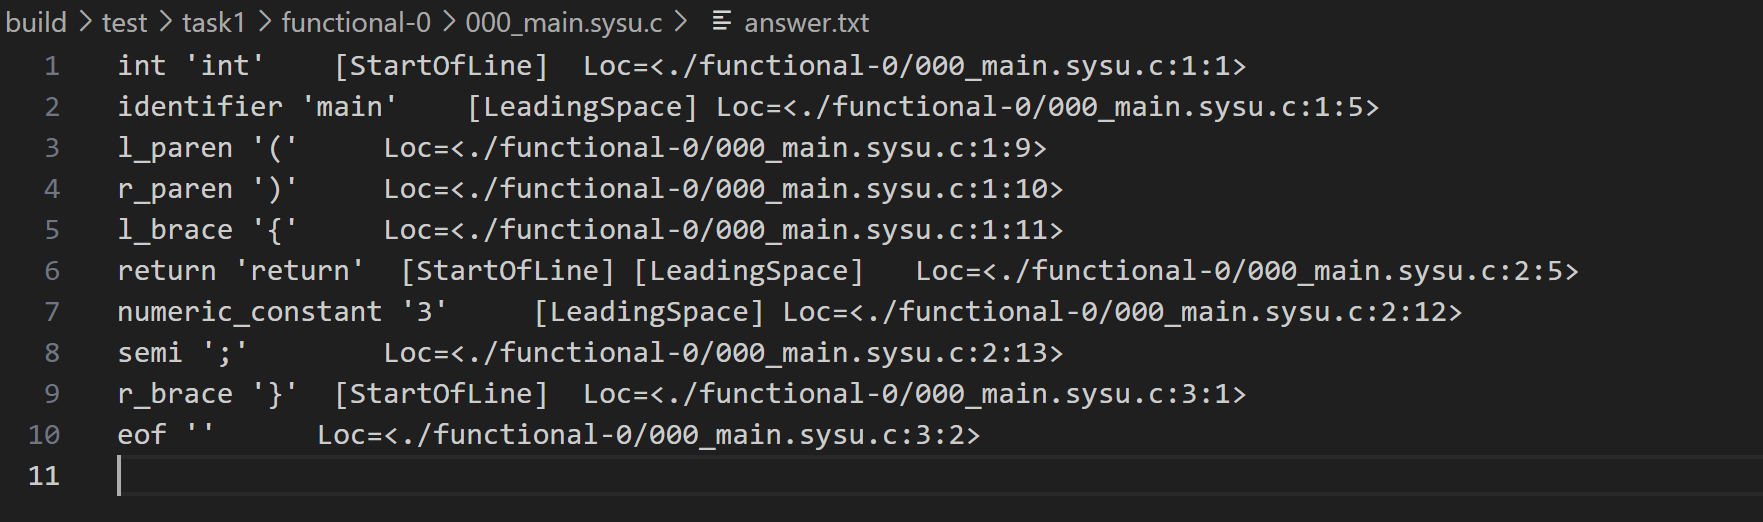 build > test > task1 > functional-0 > 000_main.sysu.c > answer.txt
1 int 'int' [StartOfLine] Loc=<./functional-0/000_main.sysu.c:1:1>
2 identifier 'main' [LeadingSpace] Loc=<./functional-0/000_main.sysu.c:1:5>
3 l_paren '(' Loc=<./functional-0/000_main.sysu.c:1:9>
4 r_paren ')' Loc=<./functional-0/000_main.sysu.c:1:10>
5 l_brace '{' Loc=<./functional-0/000_main.sysu.c:1:11>
6 return 'return' [StartOfLine] [LeadingSpace] Loc=<./functional-0/000_main.sysu.c:2:5>
7 numeric_constant '3' [LeadingSpace] Loc=<./functional-0/000_main.sysu.c:2:12>
8 semi ';' Loc=<./functional-0/000_main.sysu.c:2:13>
9 r_brace '}' [StartOfLine] Loc=<./functional-0/000_main.sysu.c:3:1>
10 eof '' Loc=<./functional-0/000_main.sysu.c:3:2>
11